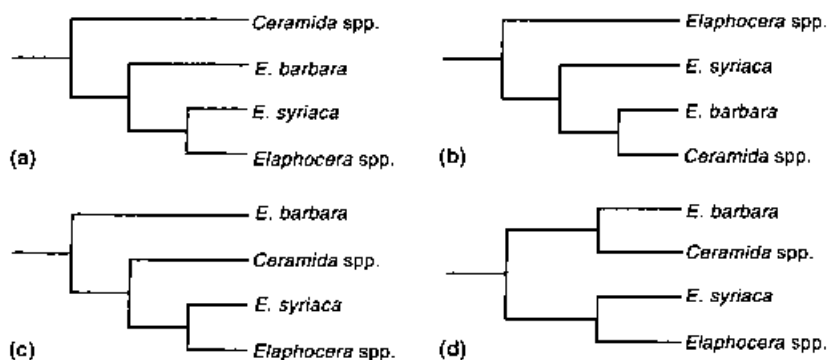 Ceramida spp.
E. barbara
E. syriaca
Elaphocera spp.
(a)
Elaphocera spp.
E. syriaca
E. barbara
Ceramida spp.
(b)
E. barbara
Ceramida spp.
E. syriaca
Elaphocera spp.
(c)
E. barbara
Ceramida spp.
E. syriaca
Elaphocera spp.
(d)